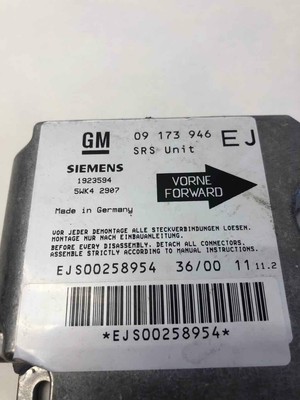 GM 09 173 946 EJ
SRS Unit
SIEMENS
1923594
5WK4 2907
VORNE
FORWARD
Made in Germany
VOR JEDER DEMONTAGE ALLE STECKVERBINDUNGEN LOESEN.
MONTAGE NUR NACH EINBAUANLEITUNG.
BEFORE EVERY DISASSEMBLY. DETACH ALL CONNECTORS.
ASSEMBLE STRICTLY ACCORDING TO MANUAL INSTRUCTIONS.
EJS00258954 36/00 11 11.2
*EJS00258954*